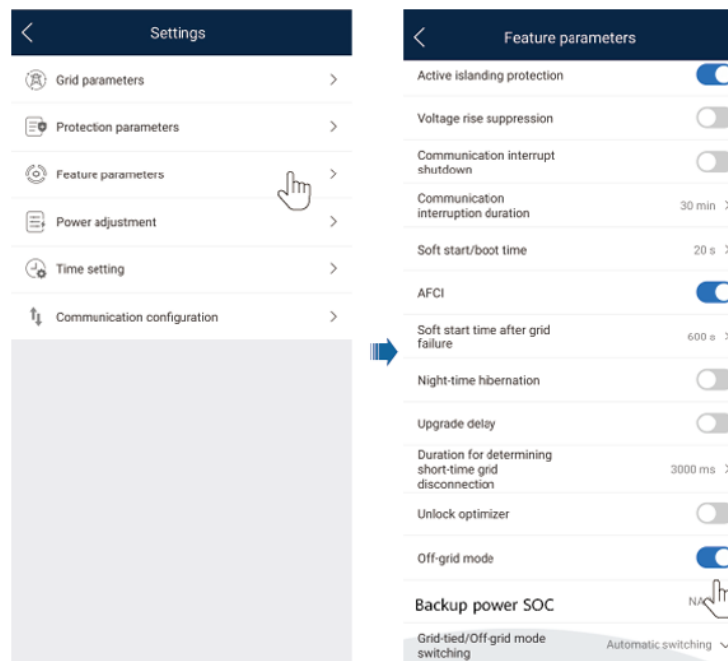 Settings
Grid parameters
Protection parameters
Feature parameters
Power adjustment
Time setting
Communication configuration
Feature parameters
Active islanding protection
Voltage rise suppression
Communication interrupt
shutdown
Communication
interruption duration
30 min
Soft start/boot time
20 s
AFCI
Soft start time after grid
failure
600 s
Night-time hibernation
Upgrade delay
Duration for determining
short-time grid
disconnection
3000 ms
Unlock optimizer
Off-grid mode
Backup power SOC
NA
Grid-tied/Off-grid mode
switching
Automatic switching